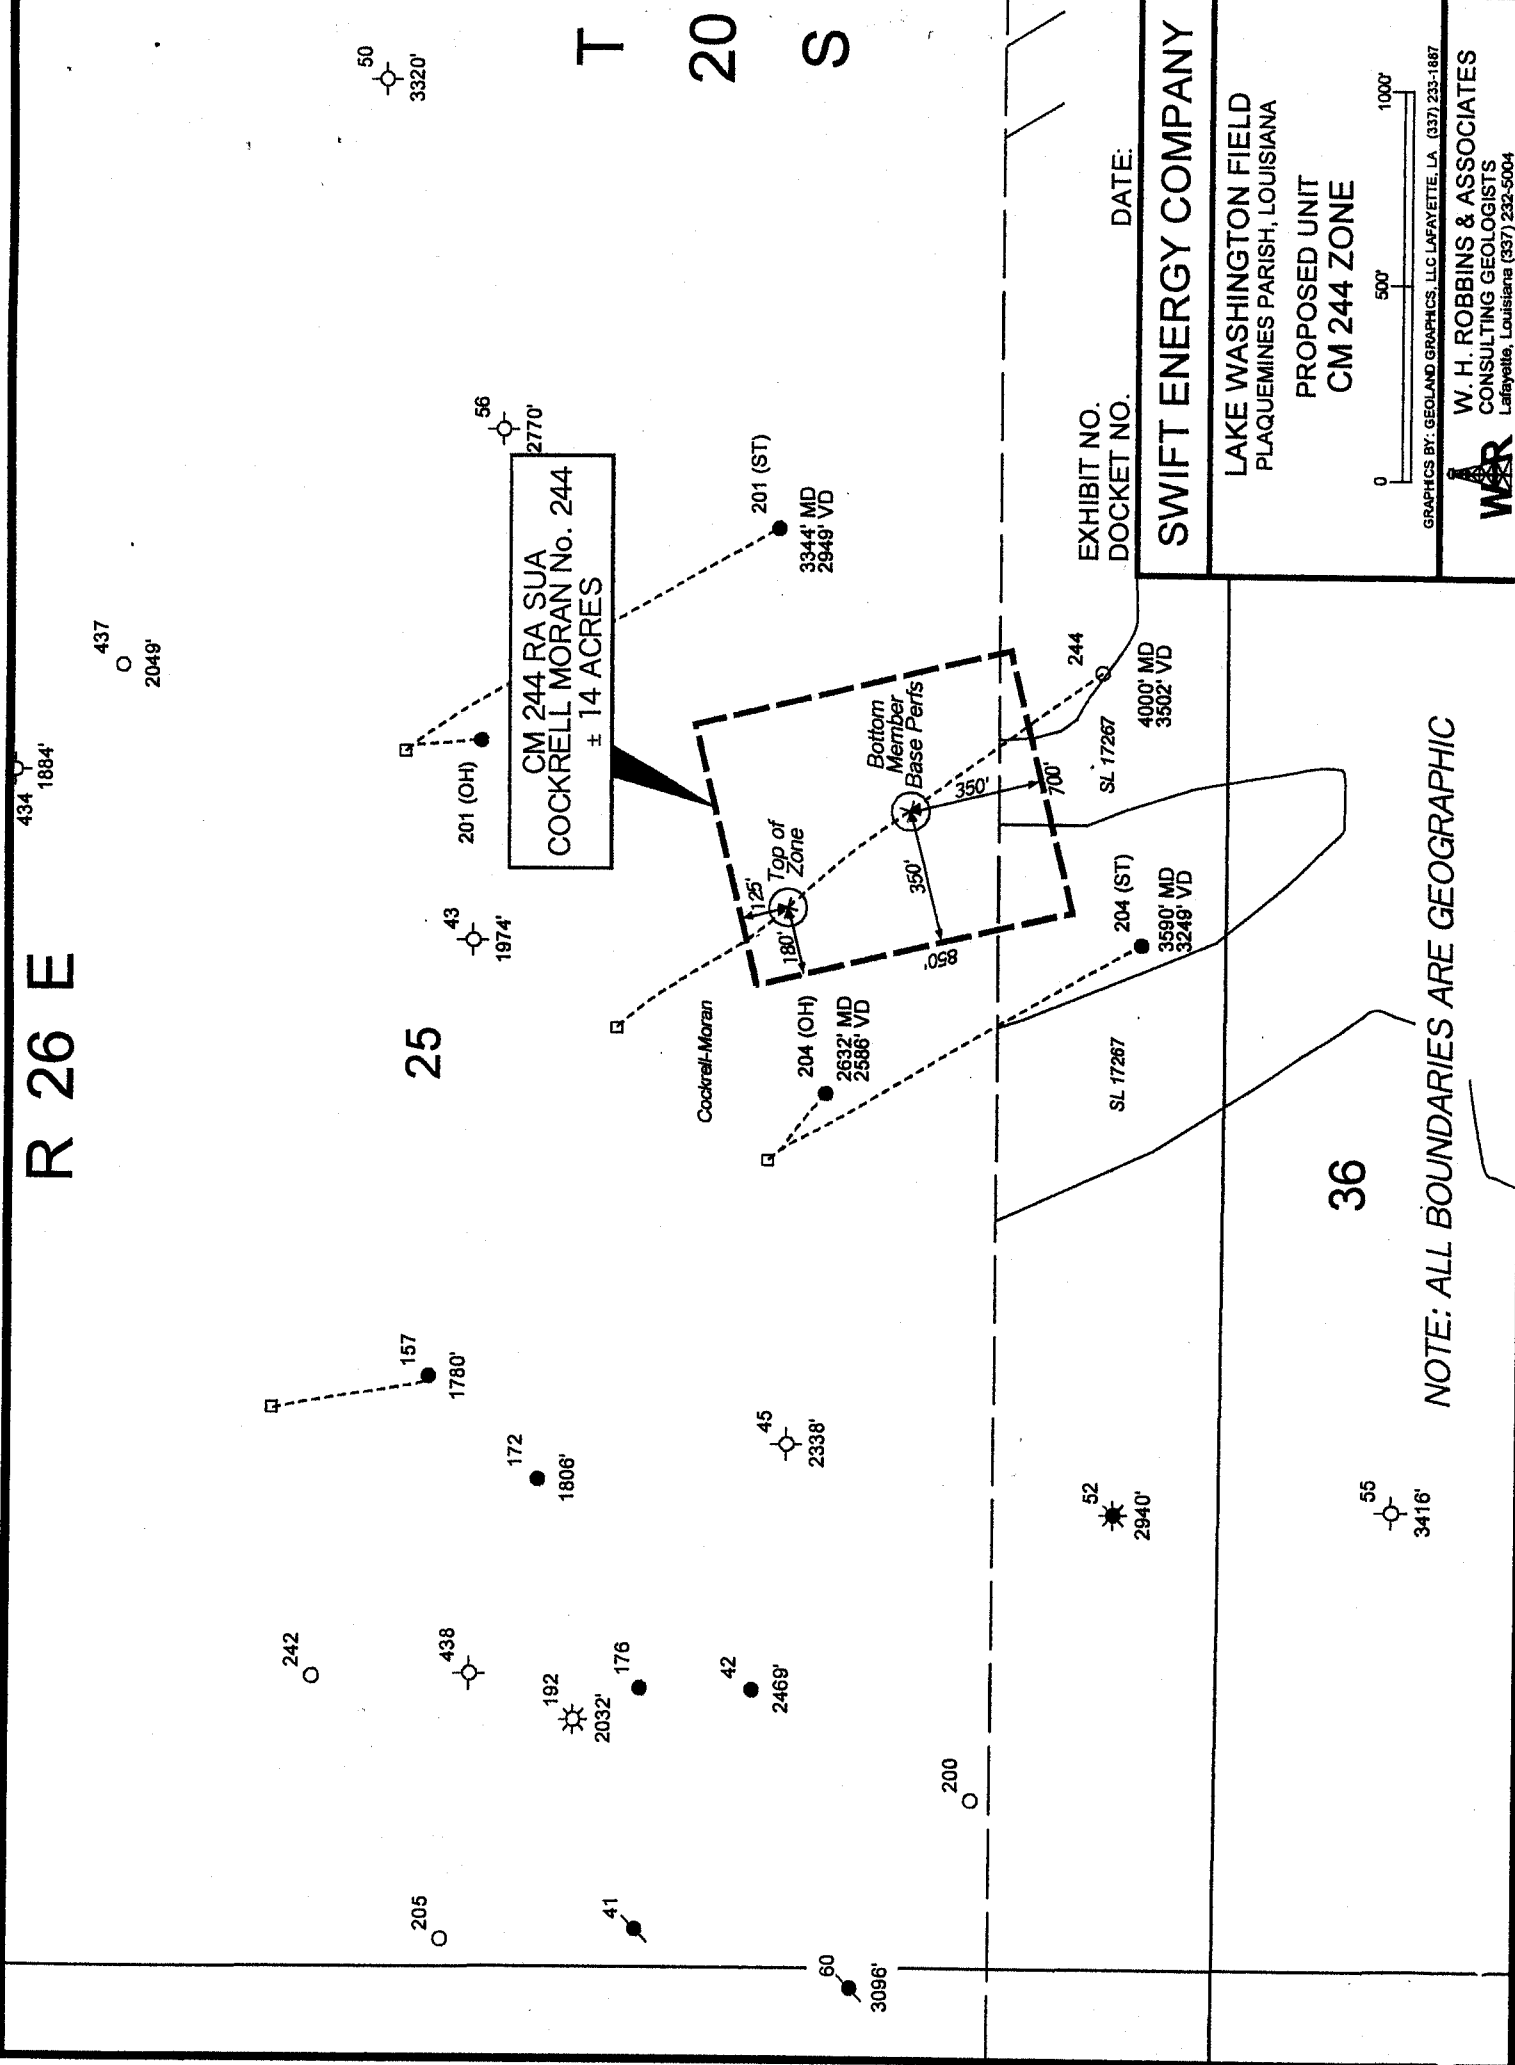 R 26 E
T
20
S
25
36
434
1884'
437
2049'
50
3320'
56
2770'
43
1974'
201 (OH)
201 (ST)
3344' MD
2949' VD
CM 244 RA SUA
COCKRELL MORAN No. 244
± 14 ACRES
Cockrell-Moran
Top of
Zone
125'
180'
Bottom
Member
Base Perfs
350'
350'
700'
850'
244
4000' MD
3502' VD
SL 17267
204 (OH)
2632' MD
2586' VD
204 (ST)
3590' MD
3249' VD
SL 17267
157
1780'
172
1806'
45
2338'
52
2940'
55
3416'
242
438
192
2032'
176
42
2469'
200
205
41
60
3096'
NOTE: ALL BOUNDARIES ARE GEOGRAPHIC
EXHIBIT NO.
DOCKET NO. DATE:
SWIFT ENERGY COMPANY
LAKE WASHINGTON FIELD
PLAQUEMINES PARISH, LOUISIANA
PROPOSED UNIT
CM 244 ZONE
0 500' 1000'
GRAPHICS BY: GEOLAND GRAPHICS, LLC LAFAYETTE, LA (337) 233-1887
W. H. ROBBINS & ASSOCIATES
CONSULTING GEOLOGISTS
Lafayette, Louisiana (337) 232-5004